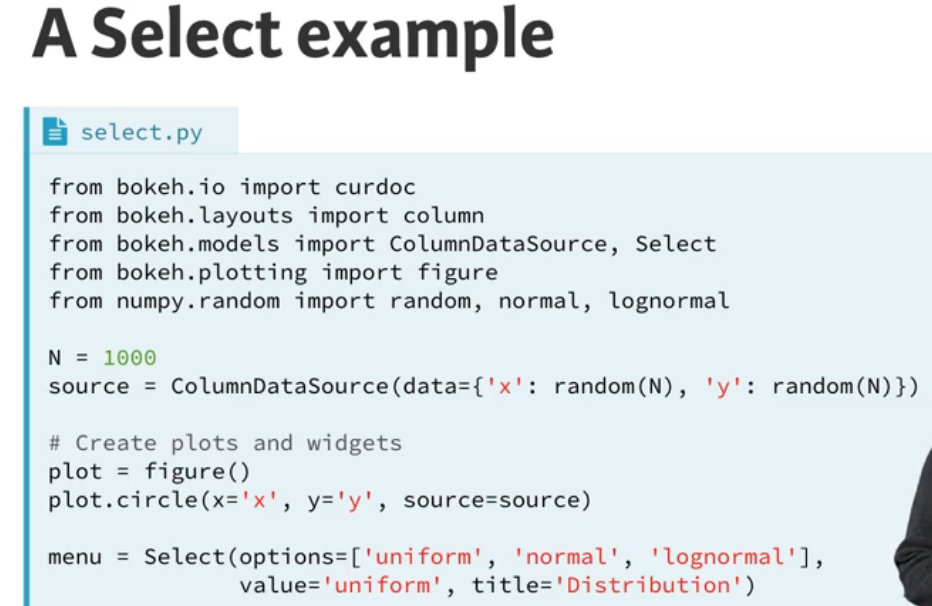 A Select example
select.py
from bokeh.io import curdoc
from bokeh.layouts import column
from bokeh.models import ColumnDataSource, Select
from bokeh.plotting import figure
from numpy.random import random, normal, lognormal
N = 1000
source = ColumnDataSource(data={'x': random(N), 'y': random(N)})
# Create plots and widgets
plot = figure()
plot.circle(x='x', y='y', source=source)
menu = Select(options=['uniform', 'normal', 'lognormal'],
value='uniform', title='Distribution')